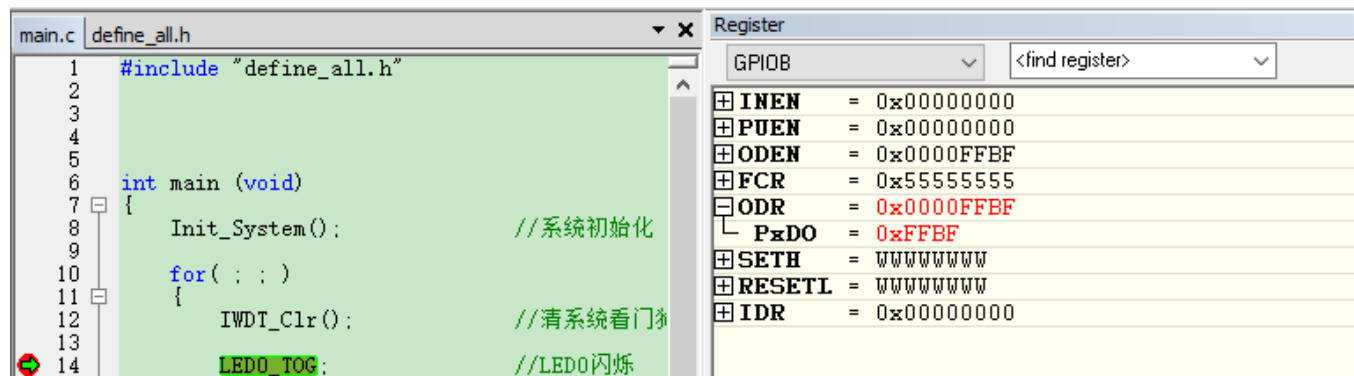 main.c define_all.h
1 #include "define_all.h"
2
3
4
5
6 int main (void)
7 {
8 Init_System(); //系统初始化
9
10 for( ; ; )
11 {
12 IWDT_Clr(); //清系统看门狗
13
14 LED0_TOG; //LED0闪烁
Register
GPIOB <find register>
INEN = 0x00000000
PUEN = 0x00000000
ODEN = 0x0000FFBF
FCR = 0x55555555
ODR = 0x0000FFBF
PxDO = 0xFFBF
SETH = WWWWWWWW
RESETL = WWWWWWWW
IDR = 0x00000000